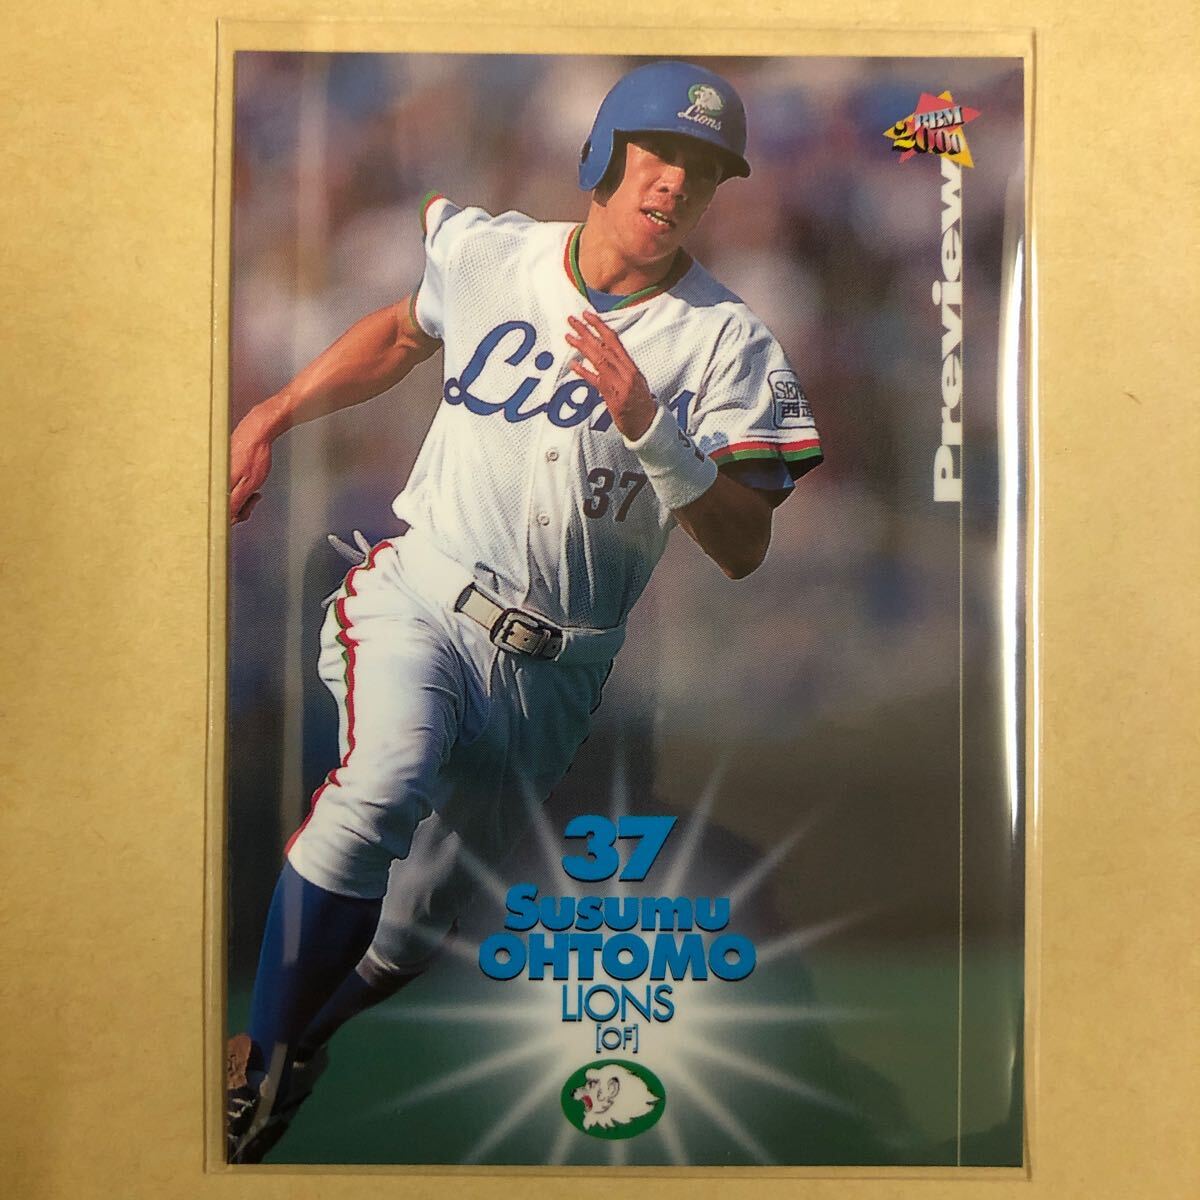 Lions
BBM
2000
Preview
Lions
37
37
Susumu
OHTOMO
LIONS
[OF]